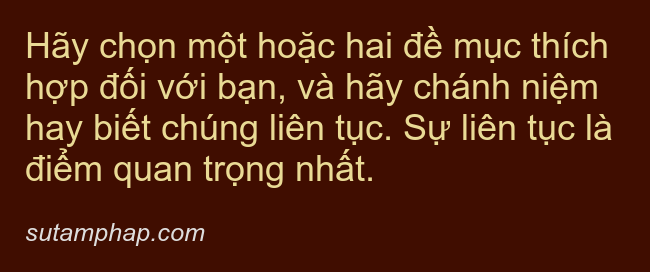 Hãy chọn một hoặc hai đề mục thích
hợp đối với bạn, và hãy chánh niệm
hay biết chúng liên tục. Sự liên tục là
điểm quan trọng nhất.
sutamphap.com